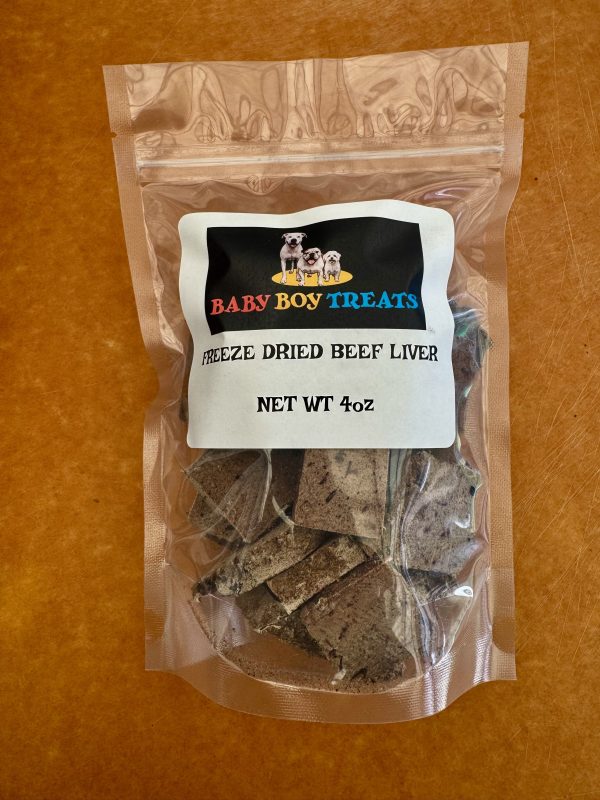 BABY BOY TREATS
FREEZE DRIED BEEF LIVER
NET WT 4oz